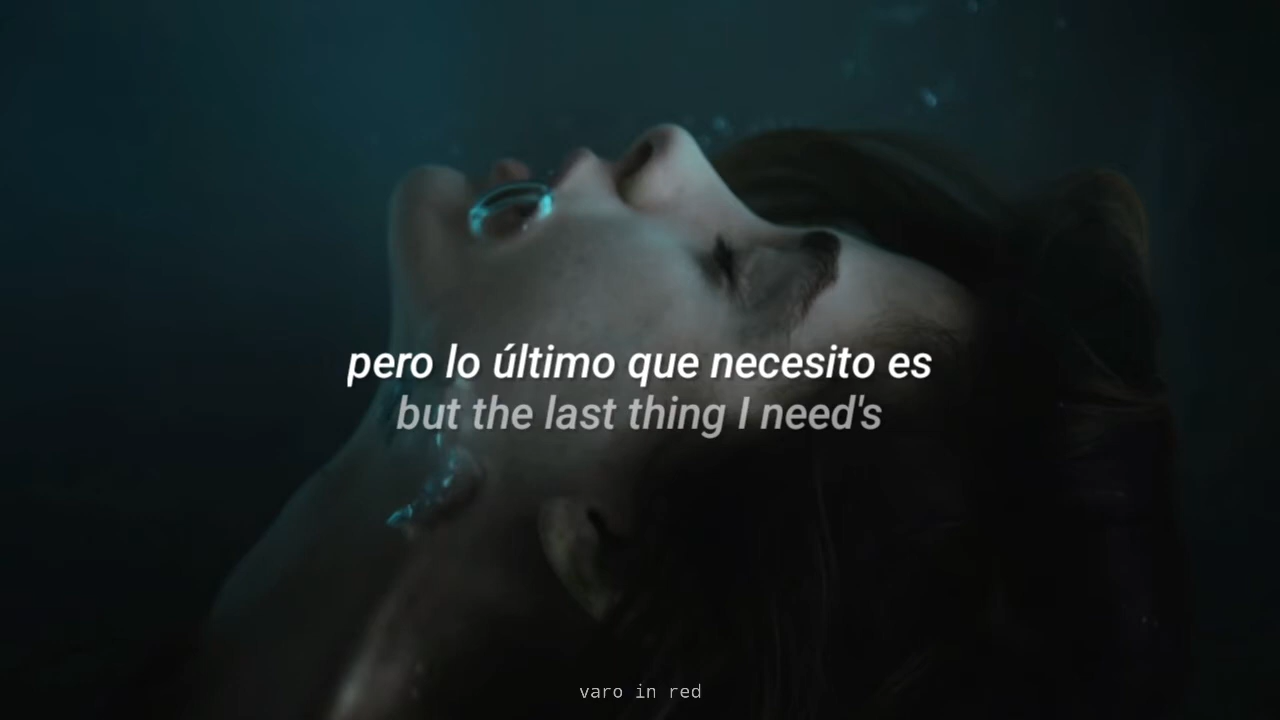 pero lo último que necesito es
but the last thing I need's
varo in red